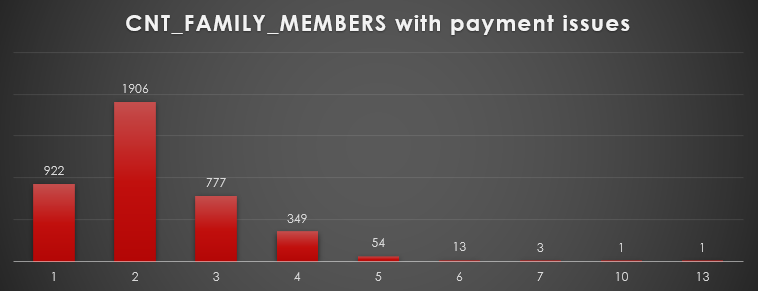 CNT_FAMILY_MEMBERS with payment issues
922 1906 777 349 54 13 3 1 1
1 2 3 4 5 6 7 10 13